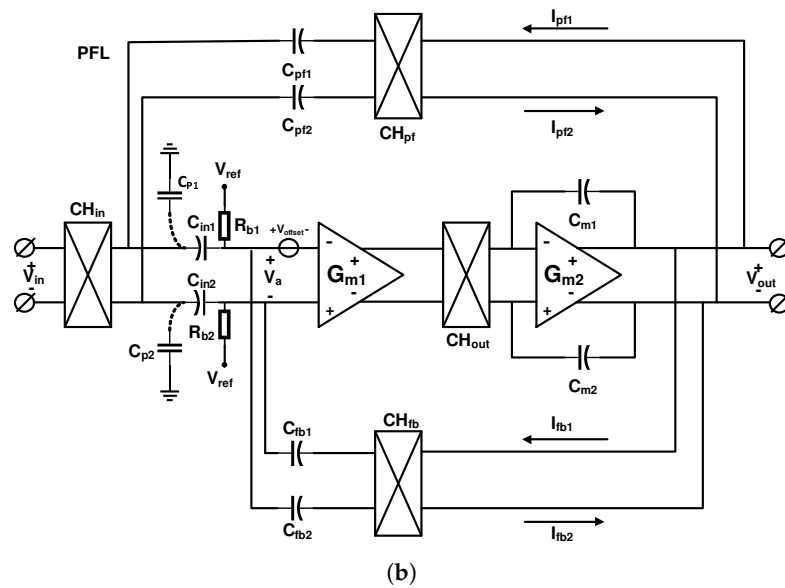 I_pf1
PFL
C_pf1
C_pf2
CH_pf
I_pf2
C_P1
V_ref
CH_in
C_in1
R_b1
+V_offset-
C_m1
+
V_in
-
+
V_a
-
-
+
G_m1
+
-
-
+
G_m2
+
-
+
V_out
-
C_in2
R_b2
CH_out
C_p2
V_ref
C_m2
C_fb1
CH_fb
I_fb1
C_fb2
I_fb2
(b)